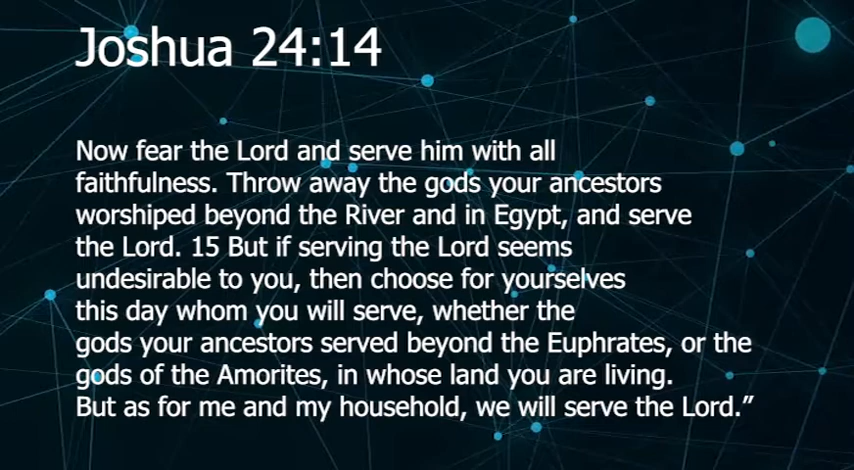 Joshua 24:14
Now fear the Lord and serve him with all
faithfulness. Throw away the gods your ancestors
worshiped beyond the River and in Egypt, and serve
the Lord. 15 But if serving the Lord seems
undesirable to you, then choose for yourselves
this day whom you will serve, whether the
gods your ancestors served beyond the Euphrates, or the
gods of the Amorites, in whose land you are living.
But as for me and my household, we will serve the Lord.”